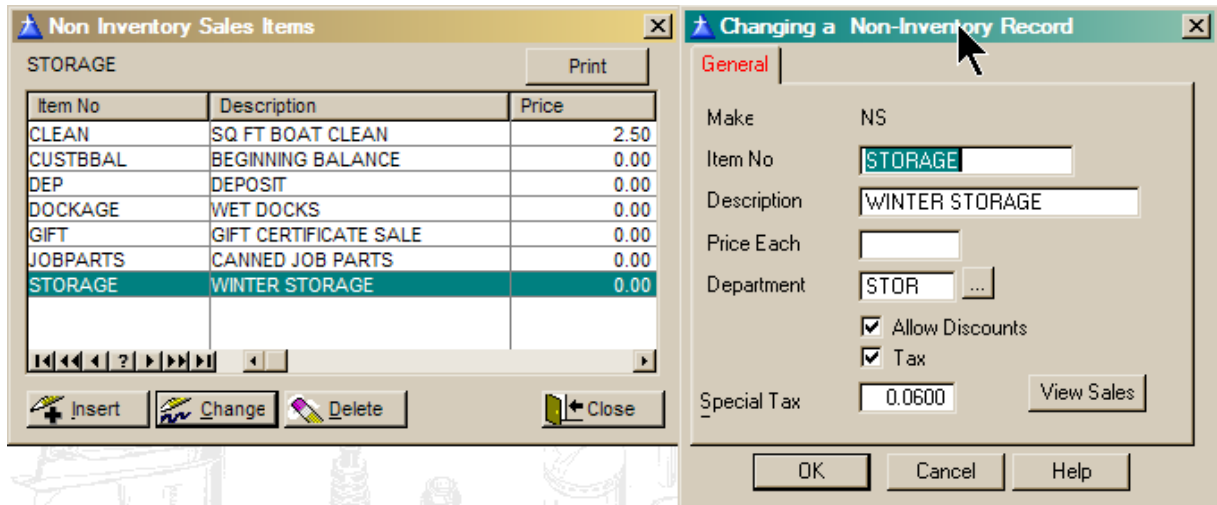 Non Inventory Sales Items
STORAGE
Print
Item No Description Price
CLEAN SQ FT BOAT CLEAN 2.50
CUSTBBAL BEGINNING BALANCE 0.00
DEP DEPOSIT 0.00
DOCKAGE WET DOCKS 0.00
GIFT GIFT CERTIFICATE SALE 0.00
JOBPARTS CANNED JOB PARTS 0.00
STORAGE WINTER STORAGE 0.00
?
Insert Change Delete Close
Changing a Non-Inventory Record
General
Make NS
Item No STORAGE
Description WINTER STORAGE
Price Each
Department STOR ...
Allow Discounts
Tax
Special Tax 0.0600 View Sales
OK Cancel Help